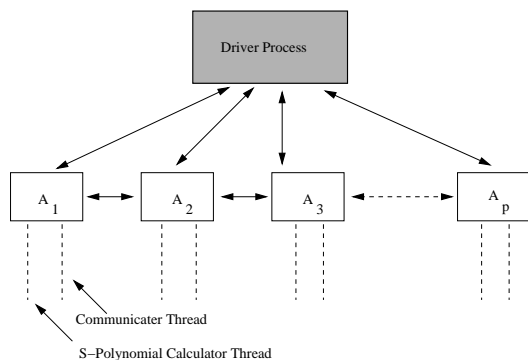 Driver Process
A 1
A 2
A 3
A p
Communicater Thread
S-Polynomial Calculator Thread